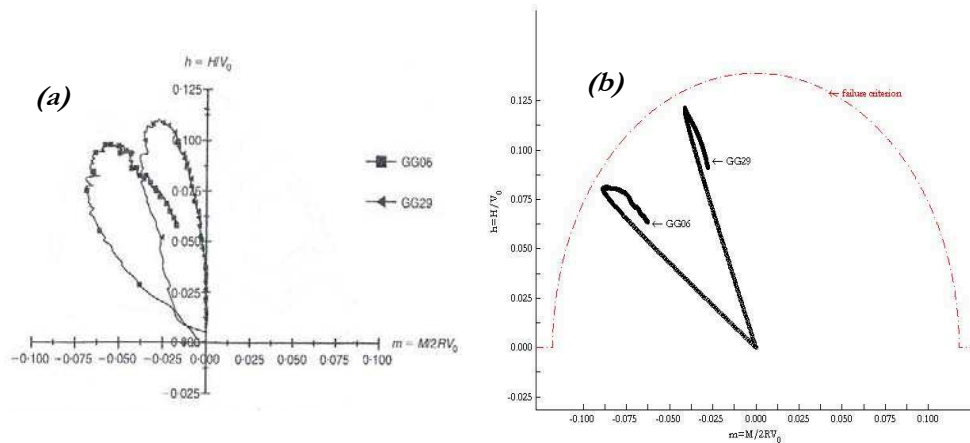 (a)
h = H/V0
0·125
0·100
0·075
0·050
0·025
0·000
−0·025
−0·100 −0·075 −0·050 −0·025 0·000 0·025 0·050 0·075 0·100
m = M/2RV0
GG06
GG29
(b)
failure criterion
0.125
0.100
0.075
0.050
0.025
0.000
-0.025
h=H/V0
GG29
GG06
-0.100 -0.075 -0.050 -0.025 0.000 0.025 0.050 0.075 0.100
m=M/2RV0